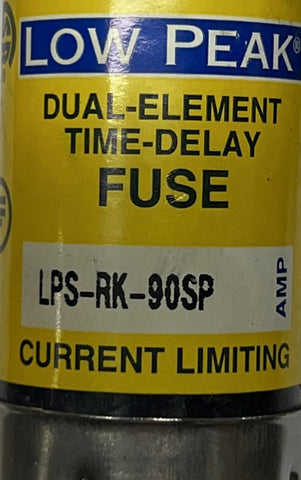 LOW PEAK®
DUAL-ELEMENT
TIME-DELAY
FUSE
LPS-RK-90SP
AMP
CURRENT LIMITING